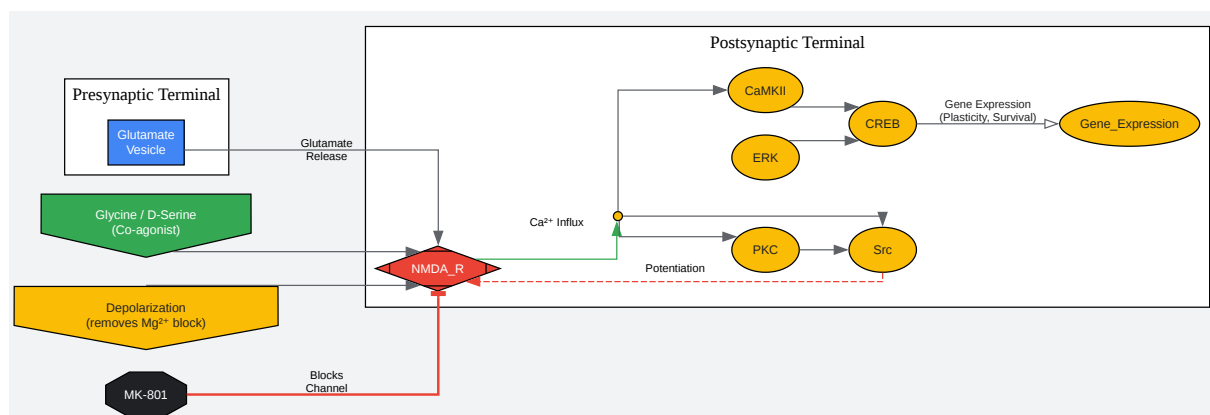 Postsynaptic Terminal
Presynaptic Terminal
Glutamate
Vesicle
Glutamate
Release
Glycine / D-Serine
(Co-agonist)
Depolarization
(removes Mg²⁺ block)
MK-801
Blocks
Channel
NMDA_R
Ca²⁺ Influx
Potentiation
CaMKII
ERK
CREB
Gene Expression
(Plasticity, Survival)
Gene_Expression
PKC
Src